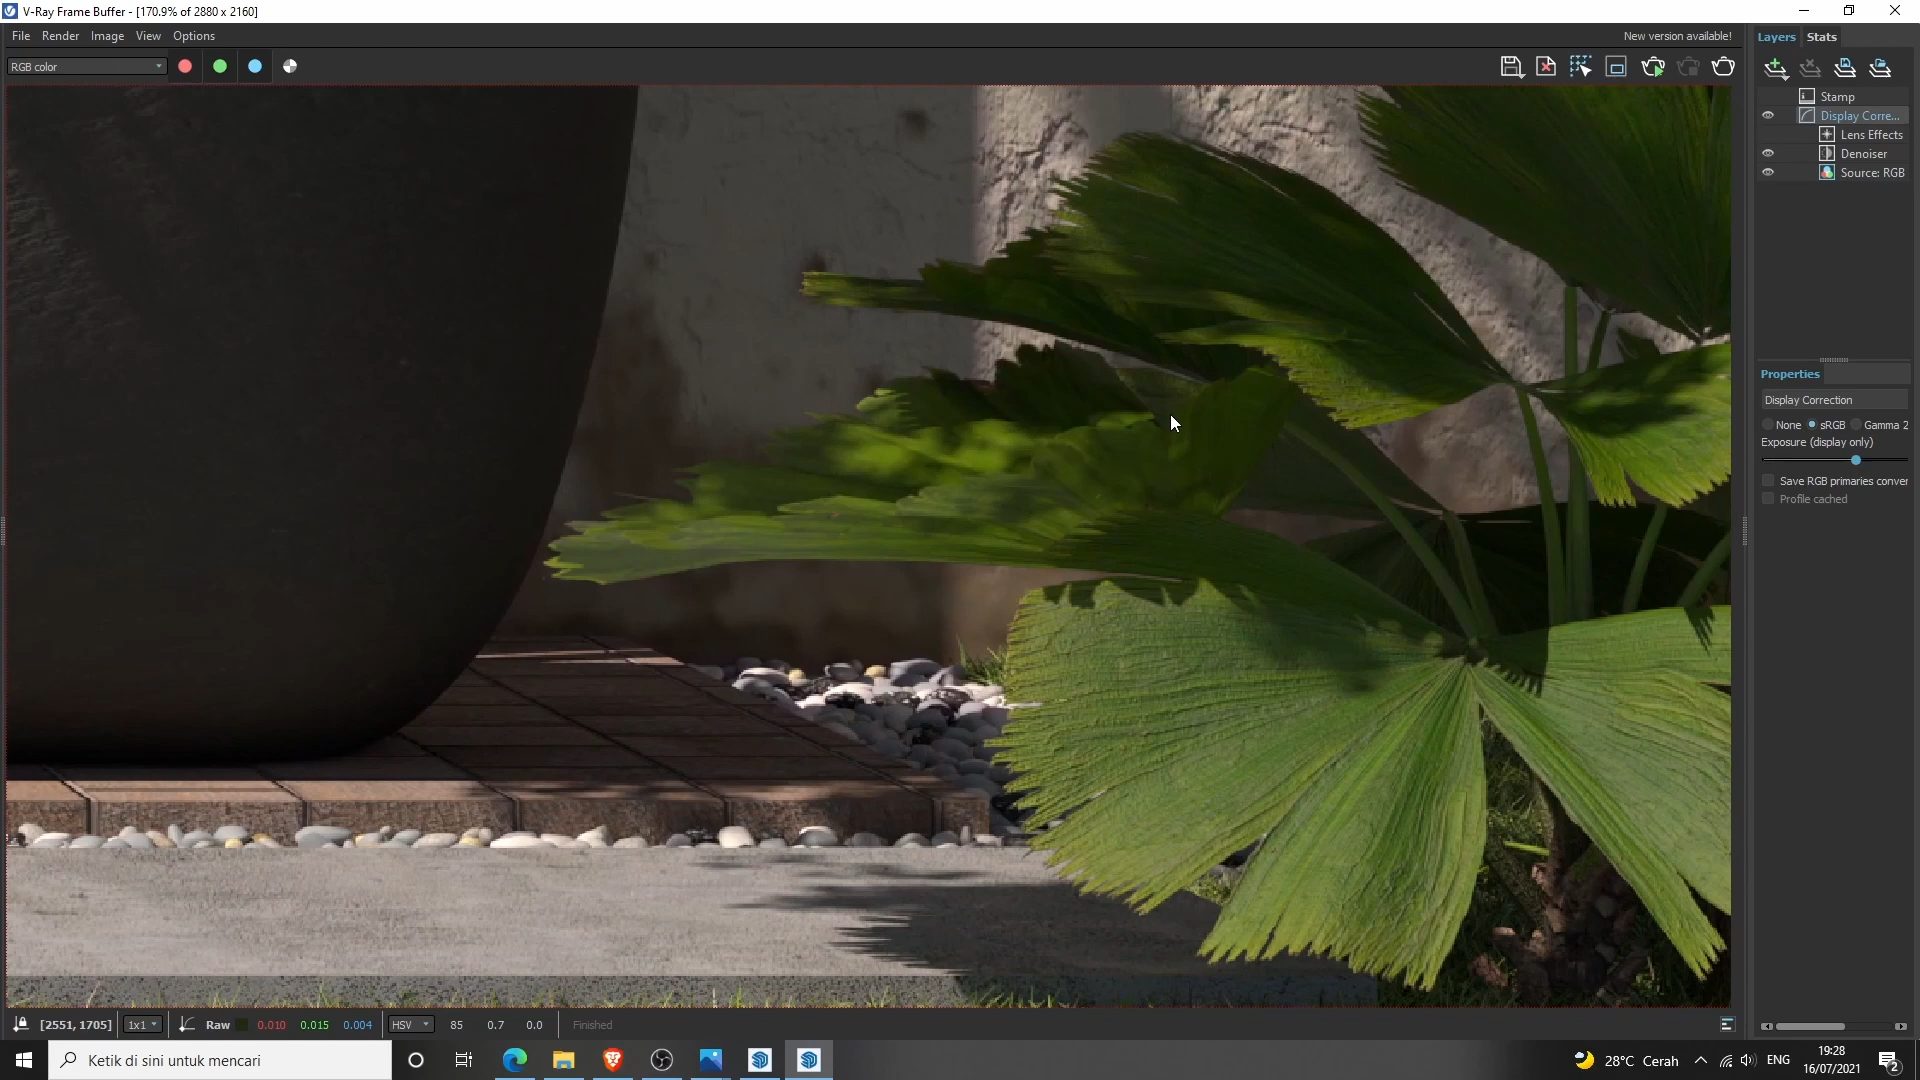 V-Ray Frame Buffer - [170.9% of 2880 x 2160]
File Render Image View Options
New version available!
Layers Stats
RGB color
Stamp
Display Corre...
Lens Effects
Denoiser
Source: RGB
Properties
Display Correction
None sRGB Gamma 2
Exposure (display only)
Save RGB primaries conver
Profile cached
[2551, 1705] 1x1 Raw 0.010 0.015 0.004 HSV 85 0.7 0.0 Finished
Ketik di sini untuk mencari
28°C Cerah
ENG
19:28
16/07/2021
2